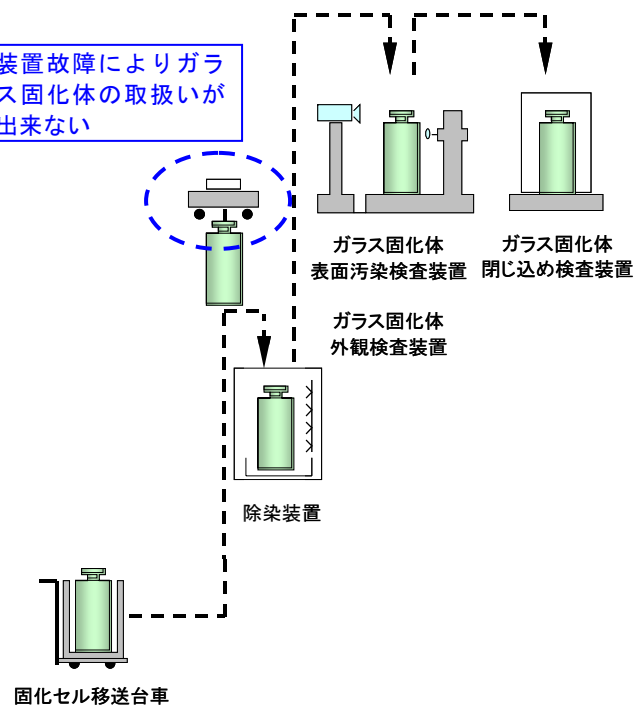 装置故障によりガラ
ス固化体の取扱いが
出来ない
ガラス固化体
表面汚染検査装置
ガラス固化体
閉じ込め検査装置
ガラス固化体
外観検査装置
除染装置
固化セル移送台車